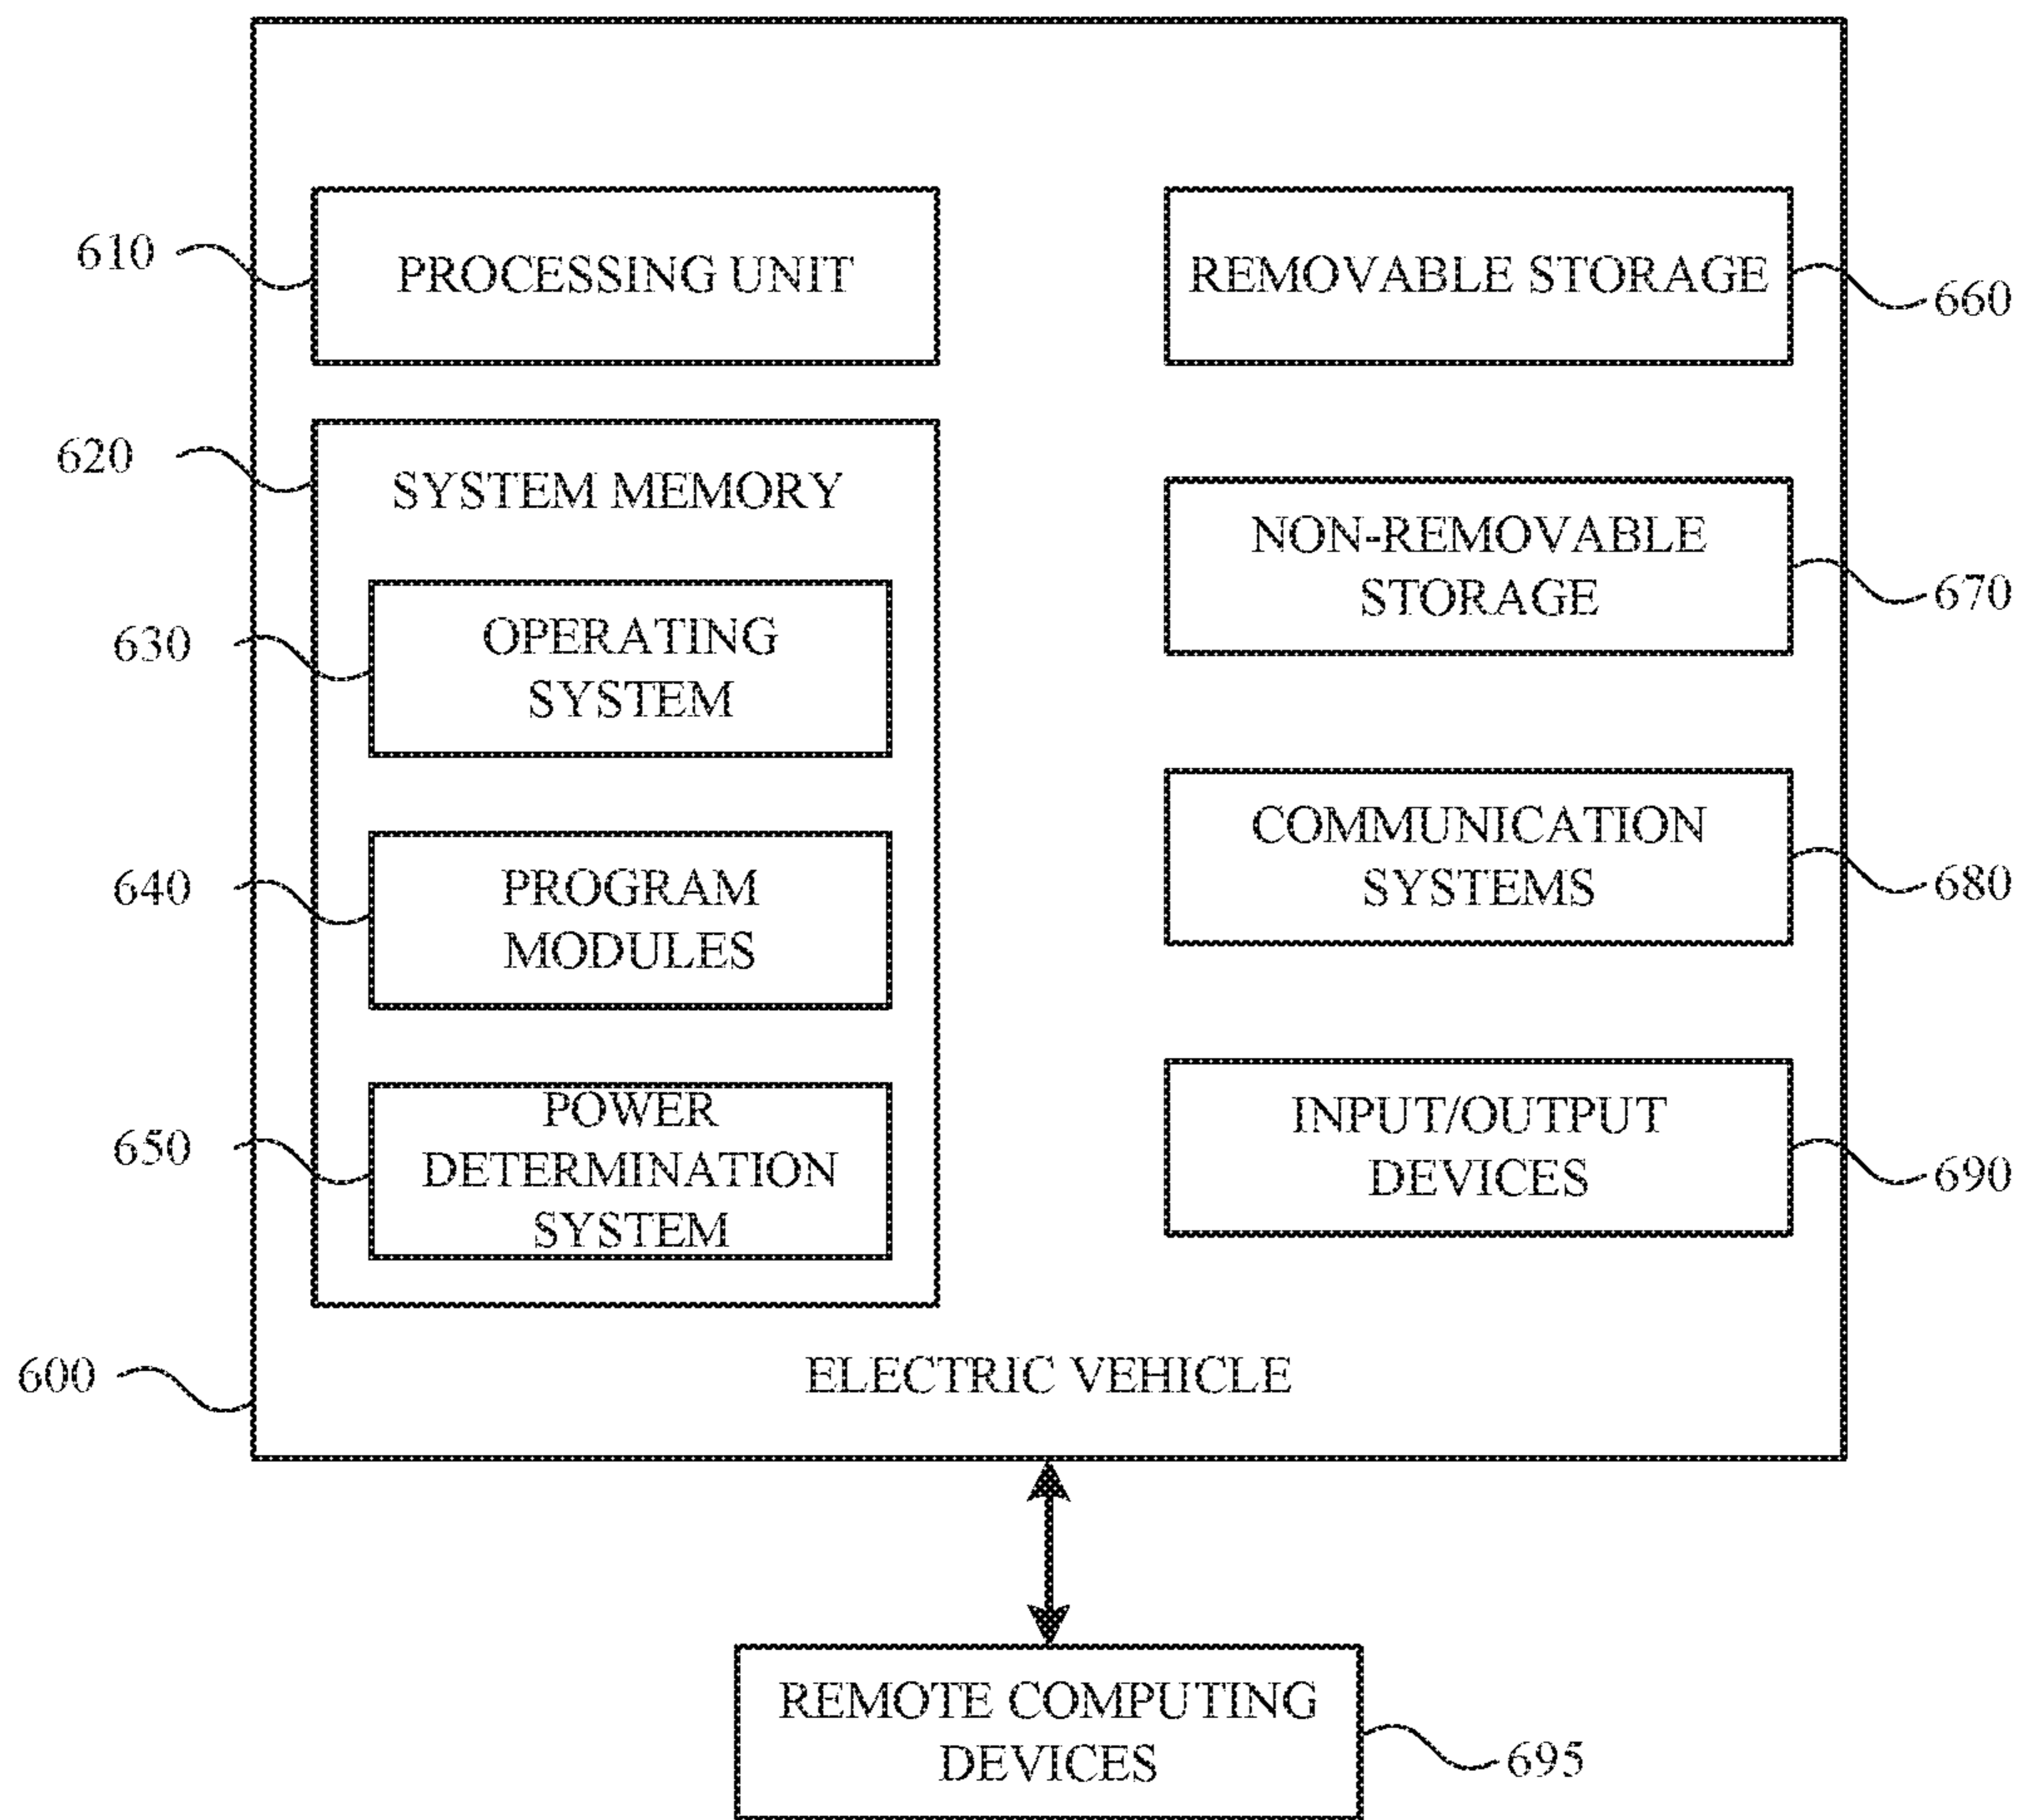 610
PROCESSING UNIT
REMOVABLE STORAGE
660
620
SYSTEM MEMORY
630
OPERATING
SYSTEM
640
PROGRAM
MODULES
650
POWER
DETERMINATION
SYSTEM
NON-REMOVABLE
STORAGE
670
COMMUNICATION
SYSTEMS
680
INPUT/OUTPUT
DEVICES
690
600
ELECTRIC VEHICLE
REMOTE COMPUTING
DEVICES
695